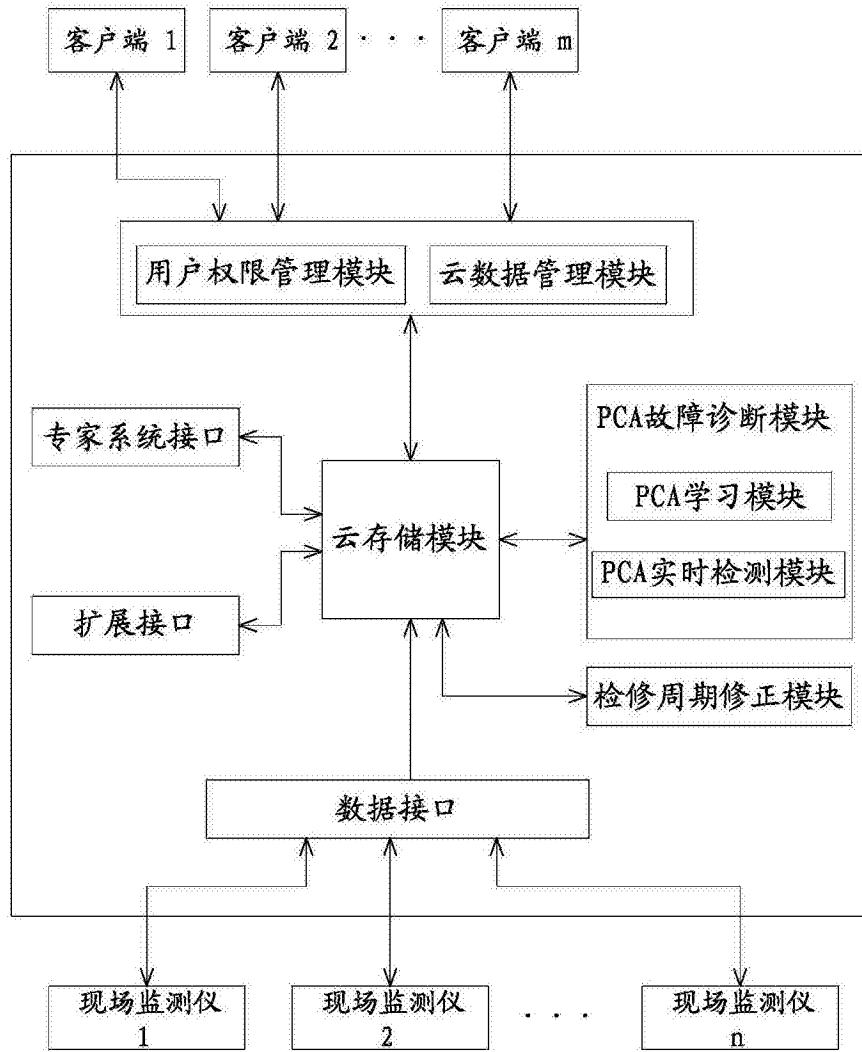 客户端 1
客户端 2
· · ·
客户端 m
用户权限管理模块
云数据管理模块
专家系统接口
PCA故障诊断模块
PCA学习模块
云存储模块
PCA实时检测模块
扩展接口
检修周期修正模块
数据接口
现场监测仪
1
现场监测仪
2
· · ·
现场监测仪
n